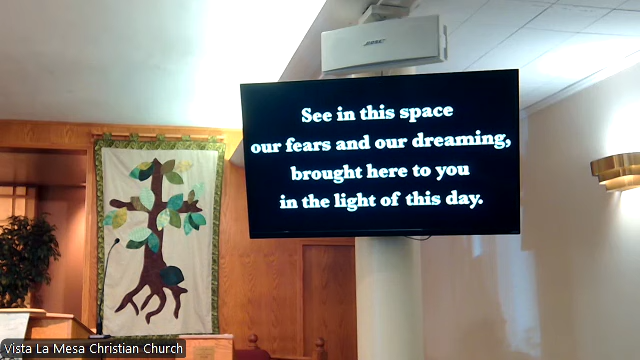 BOSE
See in this space
our fears and our dreaming,
brought here to you
in the light of this day.
Vista La Mesa Christian Church